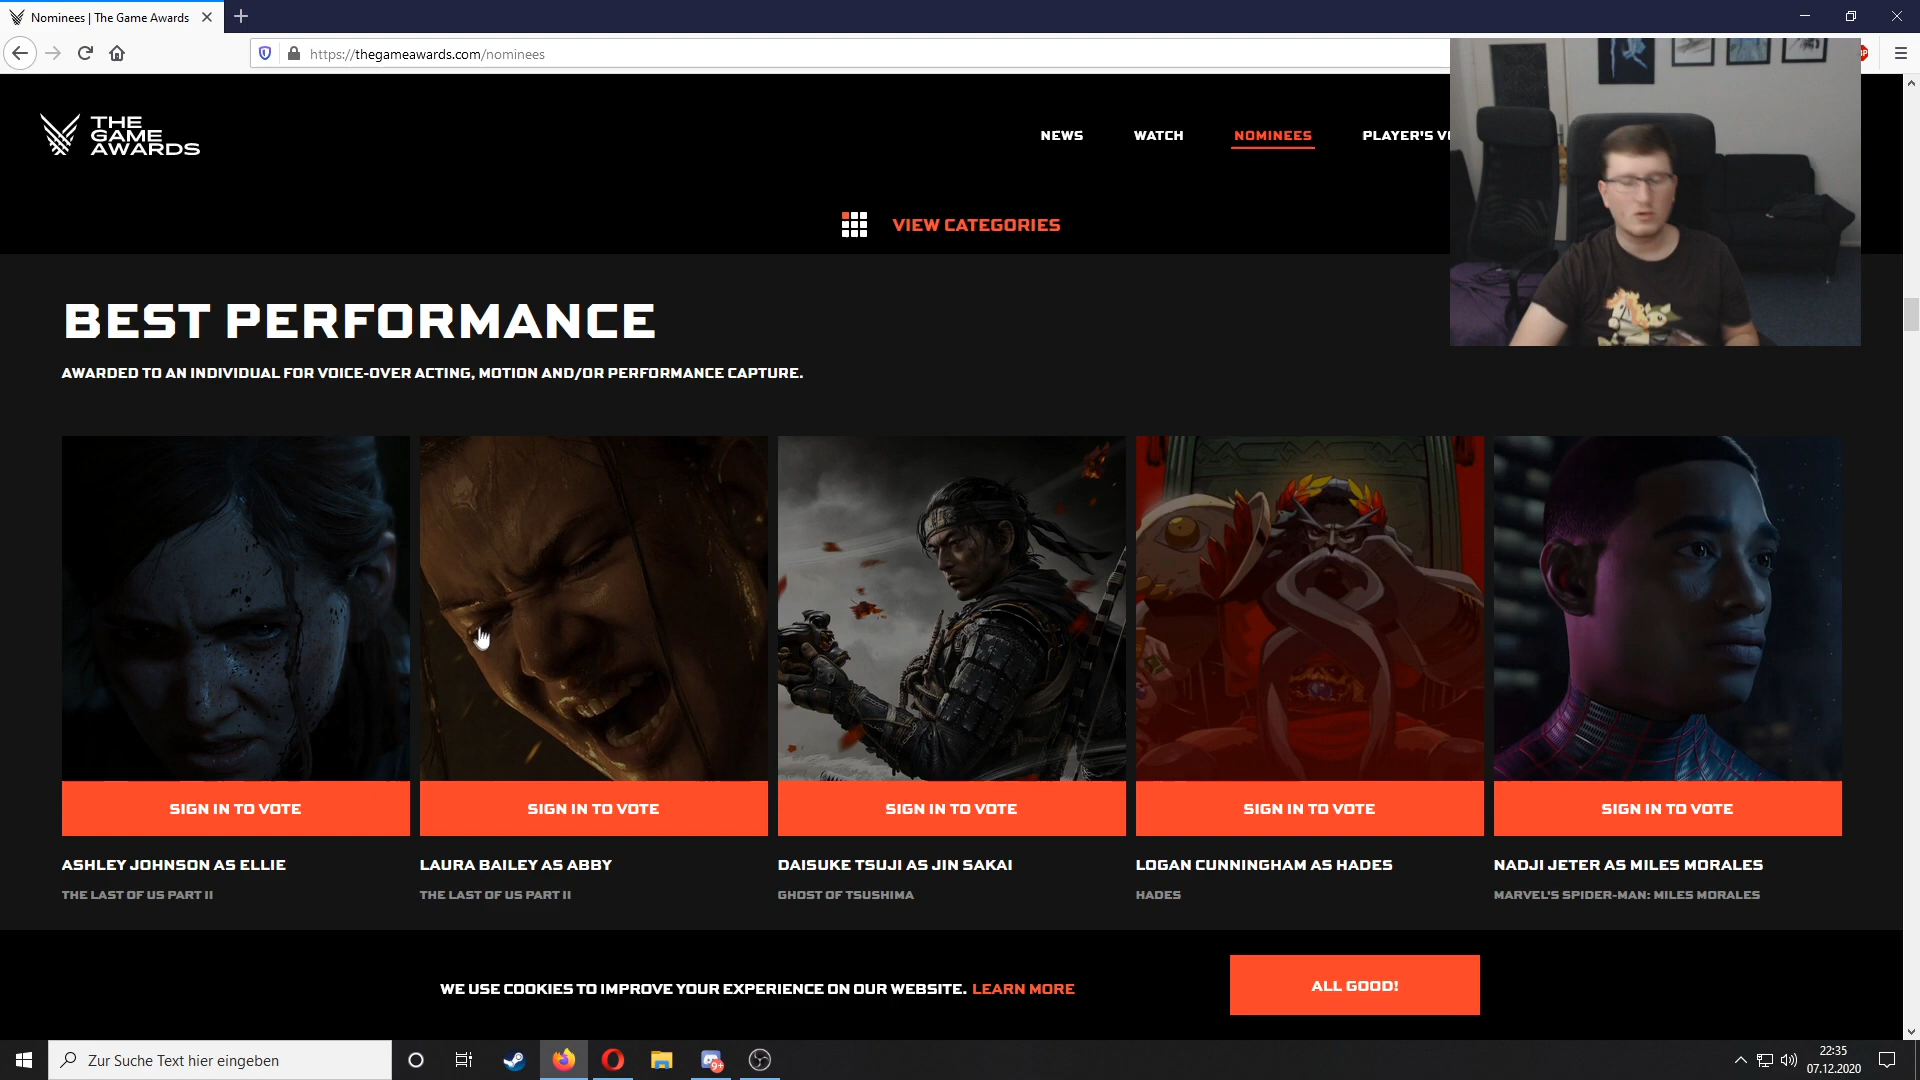 Nominees | The Game Awards
https://thegameawards.com/nominees
THE
GAME
AWARDS
NEWS
WATCH
NOMINEES
PLAYER'S
VIEW CATEGORIES
BEST PERFORMANCE
AWARDED TO AN INDIVIDUAL FOR VOICE-OVER ACTING, MOTION AND/OR PERFORMANCE CAPTURE.
SIGN IN TO VOTE
SIGN IN TO VOTE
SIGN IN TO VOTE
SIGN IN TO VOTE
SIGN IN TO VOTE
ASHLEY JOHNSON AS ELLIE
THE LAST OF US PART II
LAURA BAILEY AS ABBY
THE LAST OF US PART II
DAISUKE TSUJI AS JIN SAKAI
GHOST OF TSUSHIMA
LOGAN CUNNINGHAM AS HADES
HADES
NADJI JETER AS MILES MORALES
MARVEL'S SPIDER-MAN: MILES MORALES
WE USE COOKIES TO IMPROVE YOUR EXPERIENCE ON OUR WEBSITE. LEARN MORE
ALL GOOD!
Zur Suche Text hier eingeben
9+
22:35
07.12.2020